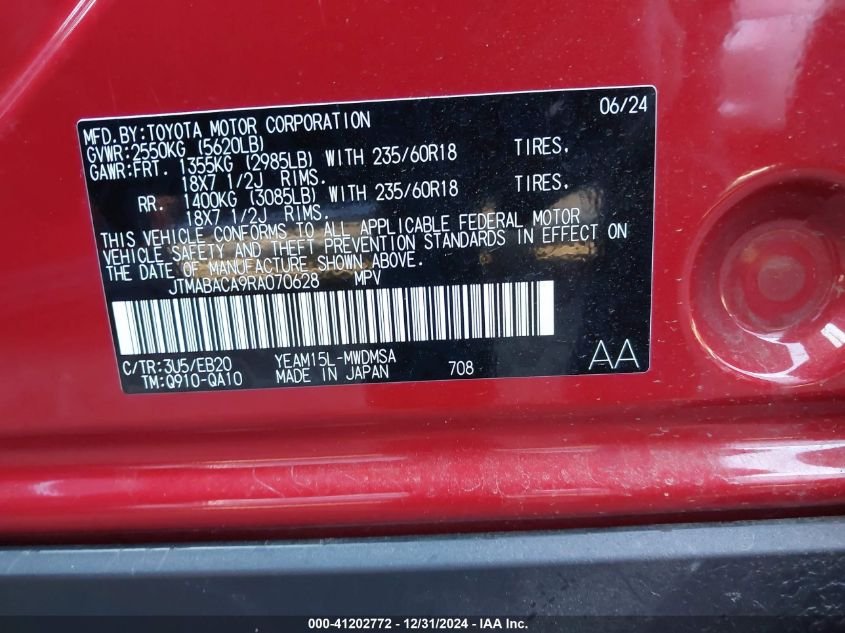 06/24
MFD.BY:TOYOTA MOTOR CORPORATION
GVWR:2550KG (5620LB)
GAWR:FRT. 1355KG (2985LB) WITH 235/60R18 TIRES.
18X7 1/2J RIMS.
RR. 1400KG (3085LB) WITH 235/60R18 TIRES.
18X7 1/2J RIMS.
THIS VEHICLE CONFORMS TO ALL APPLICABLE FEDERAL MOTOR
VEHICLE SAFETY AND THEFT PREVENTION STANDARDS IN EFFECT ON
THE DATE OF MANUFACTURE SHOWN ABOVE.
JTMABACA9RA070628 MPV
C/TR:3U5/EB20 YEAM15L-MWDMSA
TM:Q910-QA10 MADE IN JAPAN 708 AA
000-41202772 - 12/31/2024 - IAA Inc.